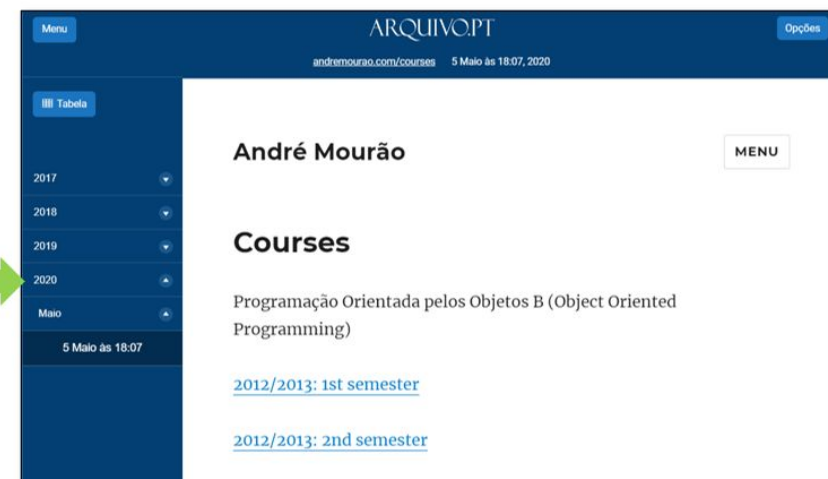 Menu
ARQUIVO.PT
Opções
andremourao.com/courses 5 Maio às 18:07, 2020
Tabela
2017
2018
2019
2020
Maio
5 Maio às 18:07
André Mourão
MENU
Courses
Programação Orientada pelos Objetos B (Object Oriented
Programming)
2012/2013: 1st semester
2012/2013: 2nd semester